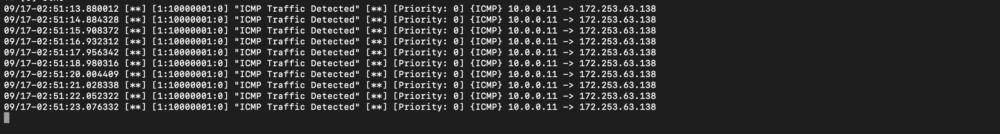 09/17-02:51:13.880012 [**] [1:10000001:0] "ICMP Traffic Detected" [**] [Priority: 0] {ICMP} 10.0.0.11 -> 172.253.63.138
09/17-02:51:14.884328 [**] [1:10000001:0] "ICMP Traffic Detected" [**] [Priority: 0] {ICMP} 10.0.0.11 -> 172.253.63.138
09/17-02:51:15.908372 [**] [1:10000001:0] "ICMP Traffic Detected" [**] [Priority: 0] {ICMP} 10.0.0.11 -> 172.253.63.138
09/17-02:51:16.932312 [**] [1:10000001:0] "ICMP Traffic Detected" [**] [Priority: 0] {ICMP} 10.0.0.11 -> 172.253.63.138
09/17-02:51:17.956342 [**] [1:10000001:0] "ICMP Traffic Detected" [**] [Priority: 0] {ICMP} 10.0.0.11 -> 172.253.63.138
09/17-02:51:18.980316 [**] [1:10000001:0] "ICMP Traffic Detected" [**] [Priority: 0] {ICMP} 10.0.0.11 -> 172.253.63.138
09/17-02:51:20.004409 [**] [1:10000001:0] "ICMP Traffic Detected" [**] [Priority: 0] {ICMP} 10.0.0.11 -> 172.253.63.138
09/17-02:51:21.028338 [**] [1:10000001:0] "ICMP Traffic Detected" [**] [Priority: 0] {ICMP} 10.0.0.11 -> 172.253.63.138
09/17-02:51:22.052322 [**] [1:10000001:0] "ICMP Traffic Detected" [**] [Priority: 0] {ICMP} 10.0.0.11 -> 172.253.63.138
09/17-02:51:23.076332 [**] [1:10000001:0] "ICMP Traffic Detected" [**] [Priority: 0] {ICMP} 10.0.0.11 -> 172.253.63.138